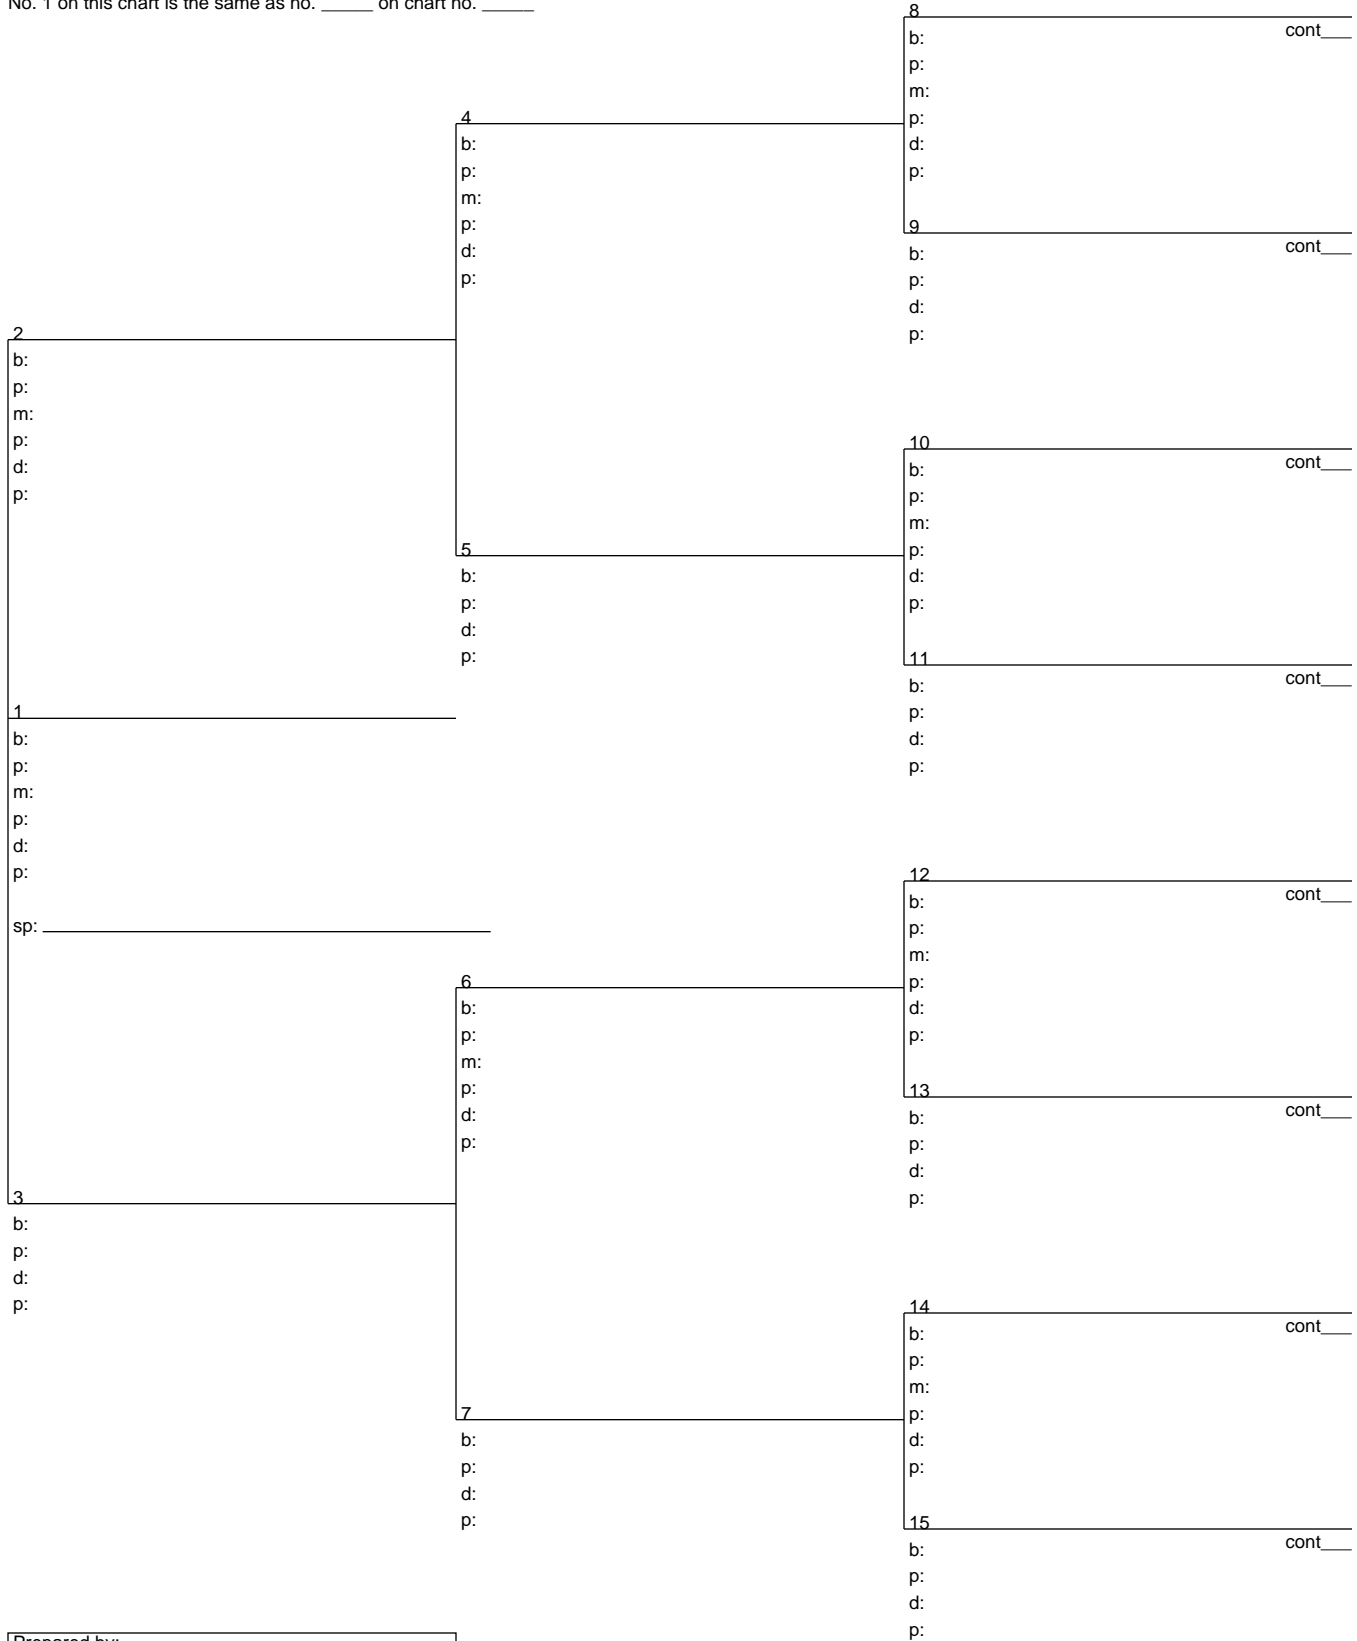 No. 1 on this chart is the same as no. _____ on chart no. _____
8
cont___
b:
p:
m:
p:
d:
p:
4
b:
p:
m:
p:
d:
p:
9
cont___
b:
p:
d:
p:
2
b:
p:
m:
p:
d:
p:
10
cont___
b:
p:
m:
p:
d:
p:
5
b:
p:
d:
p:
11
cont___
b:
p:
d:
p:
1
b:
p:
m:
p:
d:
p:
sp:
12
cont___
b:
p:
m:
p:
d:
p:
6
b:
p:
m:
p:
d:
p:
13
cont___
b:
p:
d:
p:
3
b:
p:
d:
p:
14
cont___
b:
p:
m:
p:
d:
p:
7
b:
p:
d:
p:
15
cont___
b:
p:
d:
p:
Prepared by: